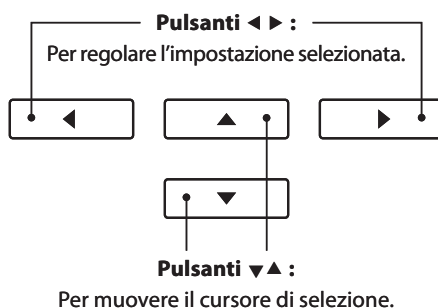 Pulsanti ◀ ▶ :
Per regolare l’impostazione selezionata.
Pulsanti ▼▲ :
Per muovere il cursore di selezione.